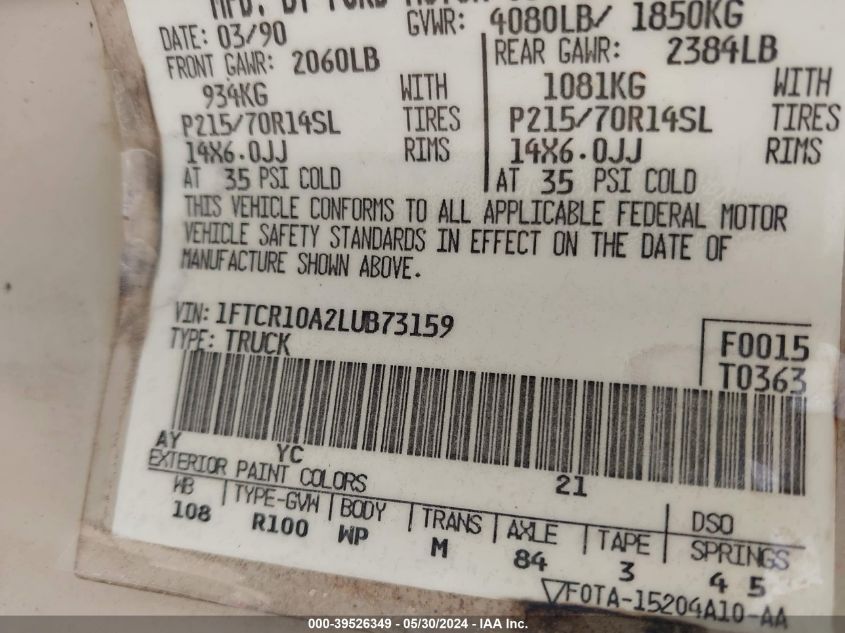 MFD. BY FORD MOTOR
DATE: 03/90 GVWR: 4080LB/ 1850KG
FRONT GAWR: 2060LB REAR GAWR: 2384LB
934KG WITH 1081KG WITH
P215/70R14SL TIRES P215/70R14SL TIRES
14X6.0JJ RIMS 14X6.0JJ RIMS
AT 35 PSI COLD AT 35 PSI COLD
THIS VEHICLE CONFORMS TO ALL APPLICABLE FEDERAL MOTOR
VEHICLE SAFETY STANDARDS IN EFFECT ON THE DATE OF
MANUFACTURE SHOWN ABOVE.
VIN: 1FTCR10A2LUB73159
TYPE: TRUCK
F0015
T0363
AY YC 21
EXTERIOR PAINT COLORS DSO
WB TYPE-GVW BODY TRANS AXLE TAPE SPRINGS
108 R100 WP M 84 3 4 5
F0TA-15204A10-AA
000-39526349 - 05/30/2024 - IAA Inc.